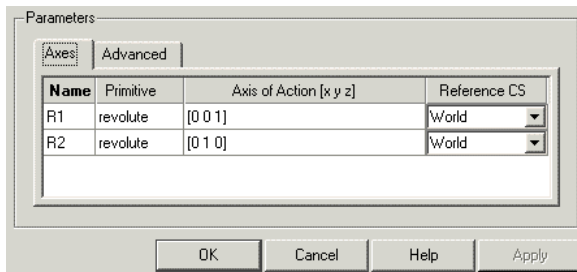 Parameters
Axes Advanced
Name Primitive Axis of Action [x y z] Reference CS
R1 revolute [0 0 1] World
R2 revolute [0 1 0] World
OK Cancel Help Apply